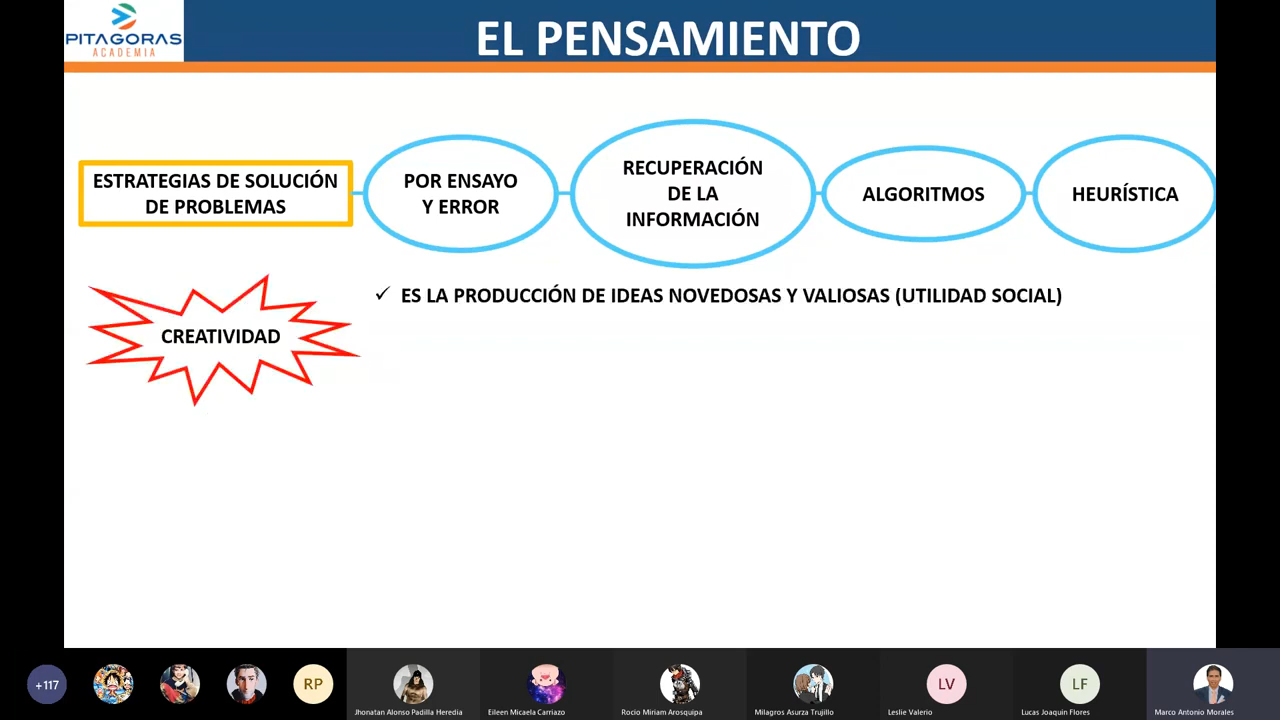 PITAGORAS
ACADEMIA
EL PENSAMIENTO
ESTRATEGIAS DE SOLUCIÓN
DE PROBLEMAS
POR ENSAYO
Y ERROR
RECUPERACIÓN
DE LA
INFORMACIÓN
ALGORITMOS
HEURÍSTICA
CREATIVIDAD
✓ ES LA PRODUCCIÓN DE IDEAS NOVEDOSAS Y VALIOSAS (UTILIDAD SOCIAL)
+117
RP
Jhonatan Alonso Padilla Heredia
Eileen Micaela Carriazo
Rocio Miriam Arosquipa
Milagros Asurza Trujillo
LV
Leslie Valerio
LF
Lucas Joaquin Flores
Marco Antonio Morales